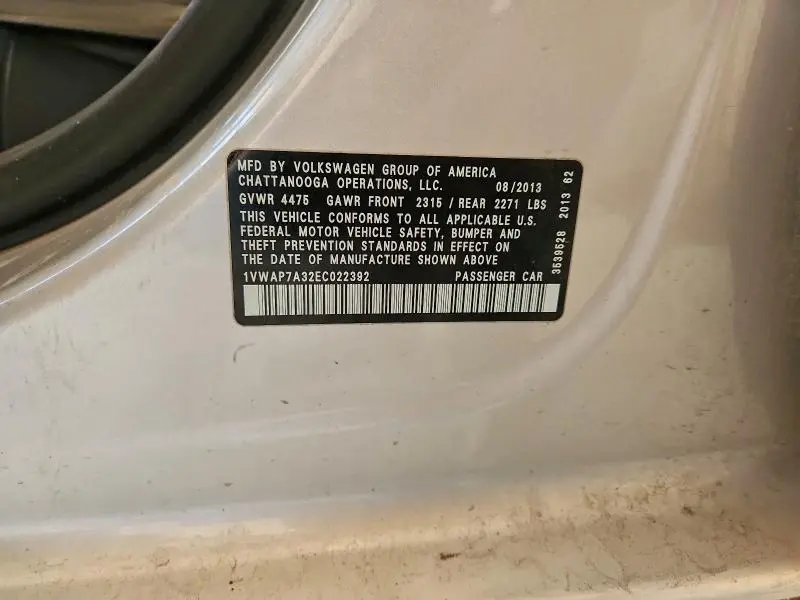 MFD BY VOLKSWAGEN GROUP OF AMERICA
CHATTANOOGA OPERATIONS, LLC. 08/2013
GVWR 4475 GAWR FRONT 2315 / REAR 2271 LBS
THIS VEHICLE CONFORMS TO ALL APPLICABLE U.S.
FEDERAL MOTOR VEHICLE SAFETY, BUMPER AND
THEFT PREVENTION STANDARDS IN EFFECT ON
THE DATE OF MANUFACTURE SHOWN ABOVE
1VWAP7A32EC022392 PASSENGER CAR
3539528 2013 62